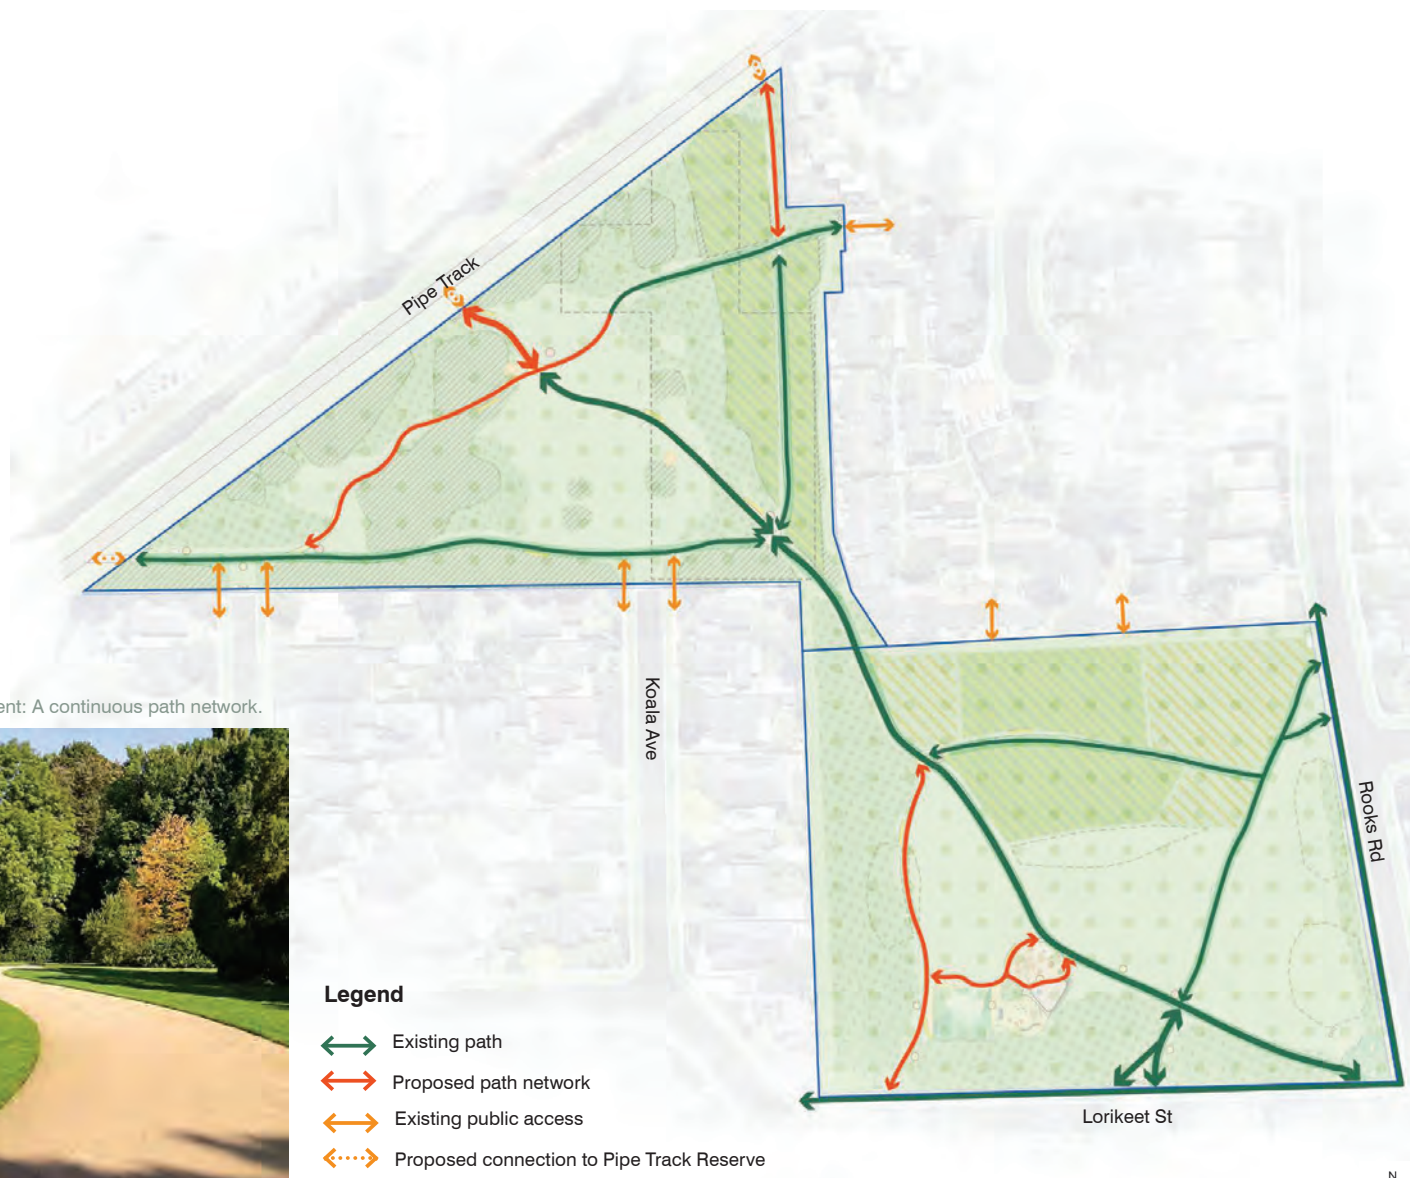 Pipe Track
Koala Ave
ent: A continuous path network.
Rooks Rd
Legend
Existing path
Proposed path network
Existing public access
Proposed connection to Pipe Track Reserve
Lorikeet St
N